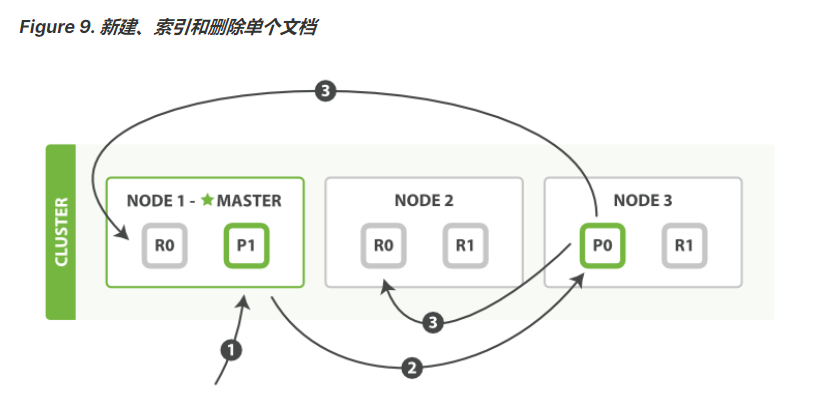 Figure 9. 新建、索引和删除单个文档
3
CLUSTER
NODE 1 - ★ MASTER
NODE 2
NODE 3
R0 P1
R0 R1
P0 R1
3
1
2